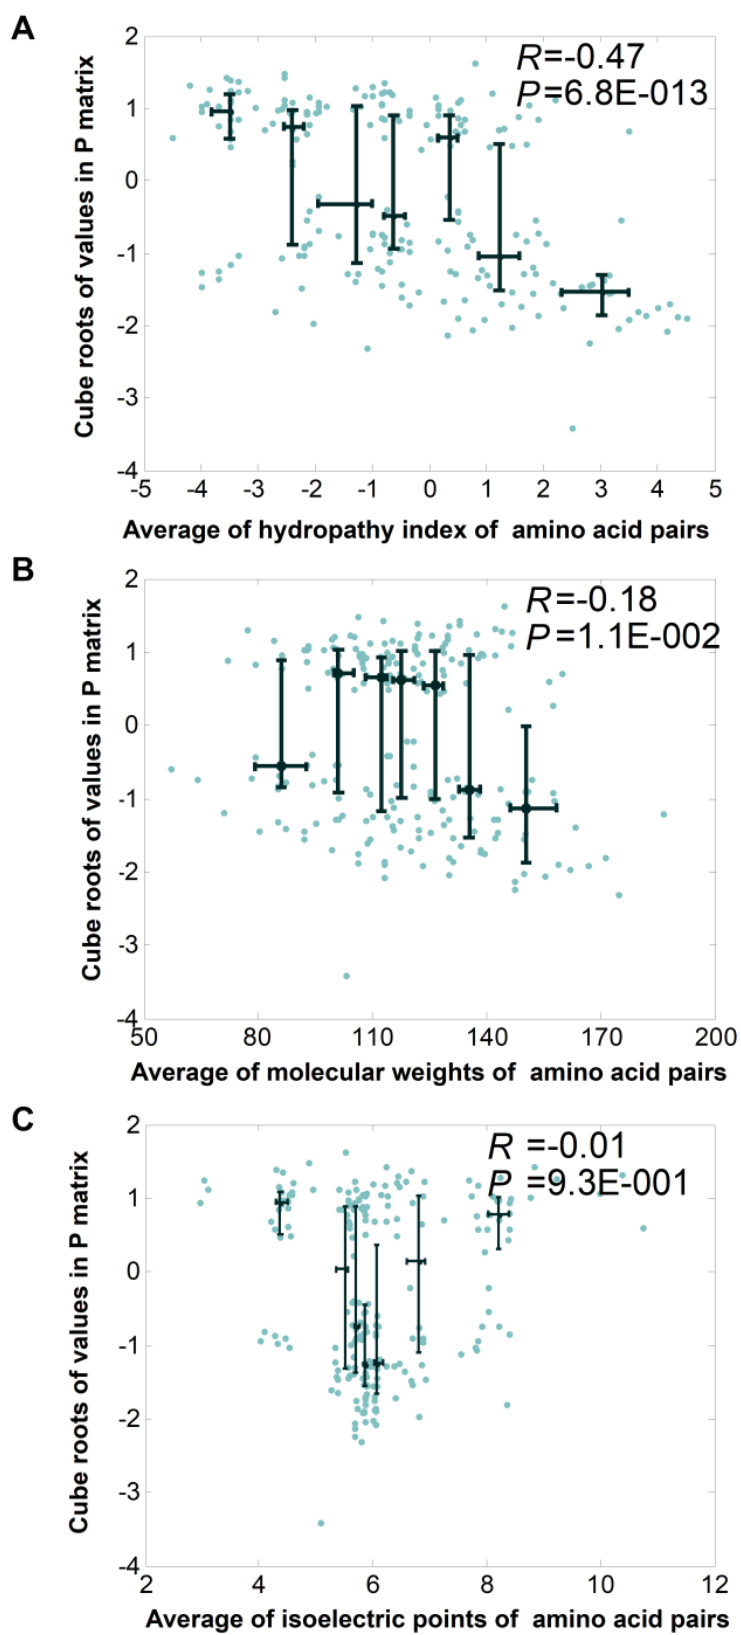 A
Cube roots of values in P matrix
2
1
0
-1
-2
-3
-4
R=-0.47
P=6.8E-013
-5 -4 -3 -2 -1 0 1 2 3 4 5
Average of hydropathy index of amino acid pairs
B
Cube roots of values in P matrix
2
1
0
-1
-2
-3
-4
R=-0.18
P=1.1E-002
50 80 110 140 170 200
Average of molecular weights of amino acid pairs
C
Cube roots of values in P matrix
2
1
0
-1
-2
-3
-4
R =-0.01
P =9.3E-001
2 4 6 8 10 12
Average of isoelectric points of amino acid pairs